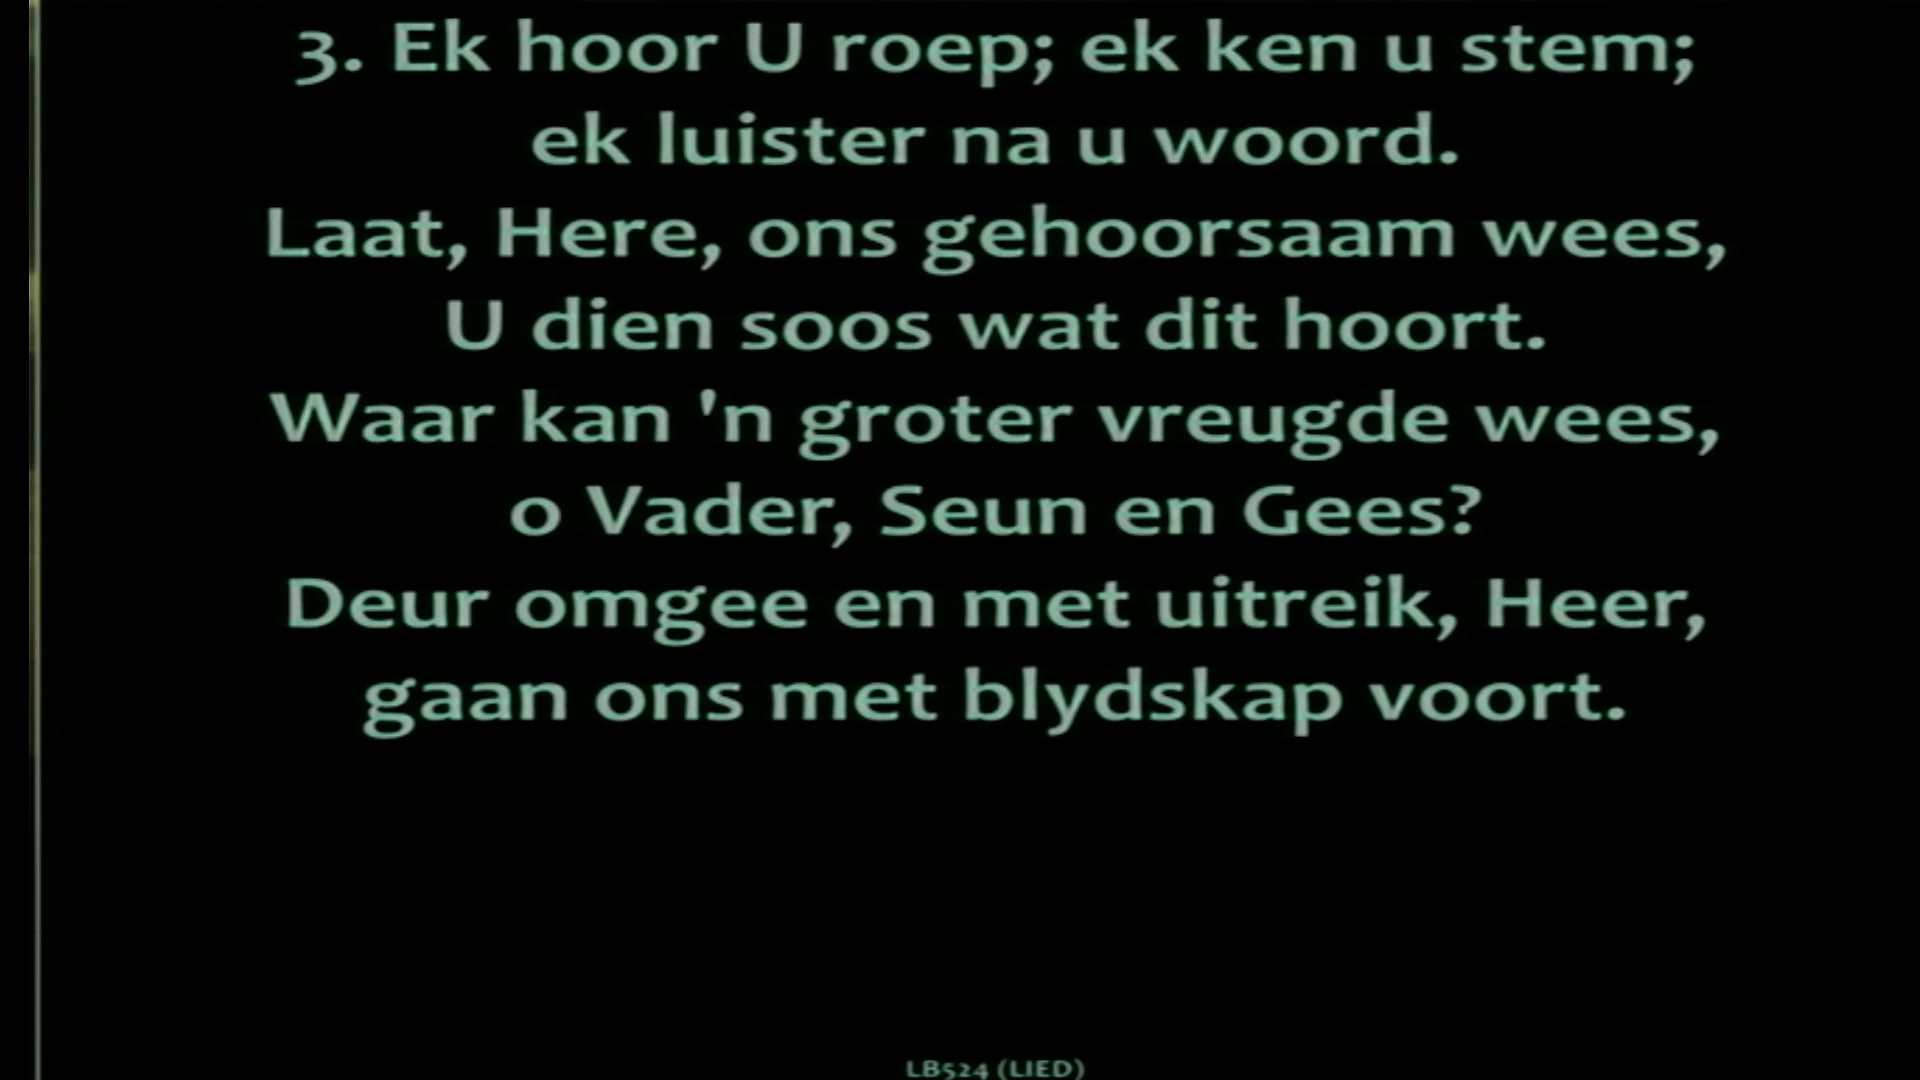 3. Ek hoor U roep; ek ken u stem;
ek luister na u woord.
Laat, Here, ons gehoorsaam wees,
U dien soos wat dit hoort.
Waar kan 'n groter vreugde wees,
o Vader, Seun en Gees?
Deur omgee en met uitreik, Heer,
gaan ons met blydskap voort.
LB524 (LIED)